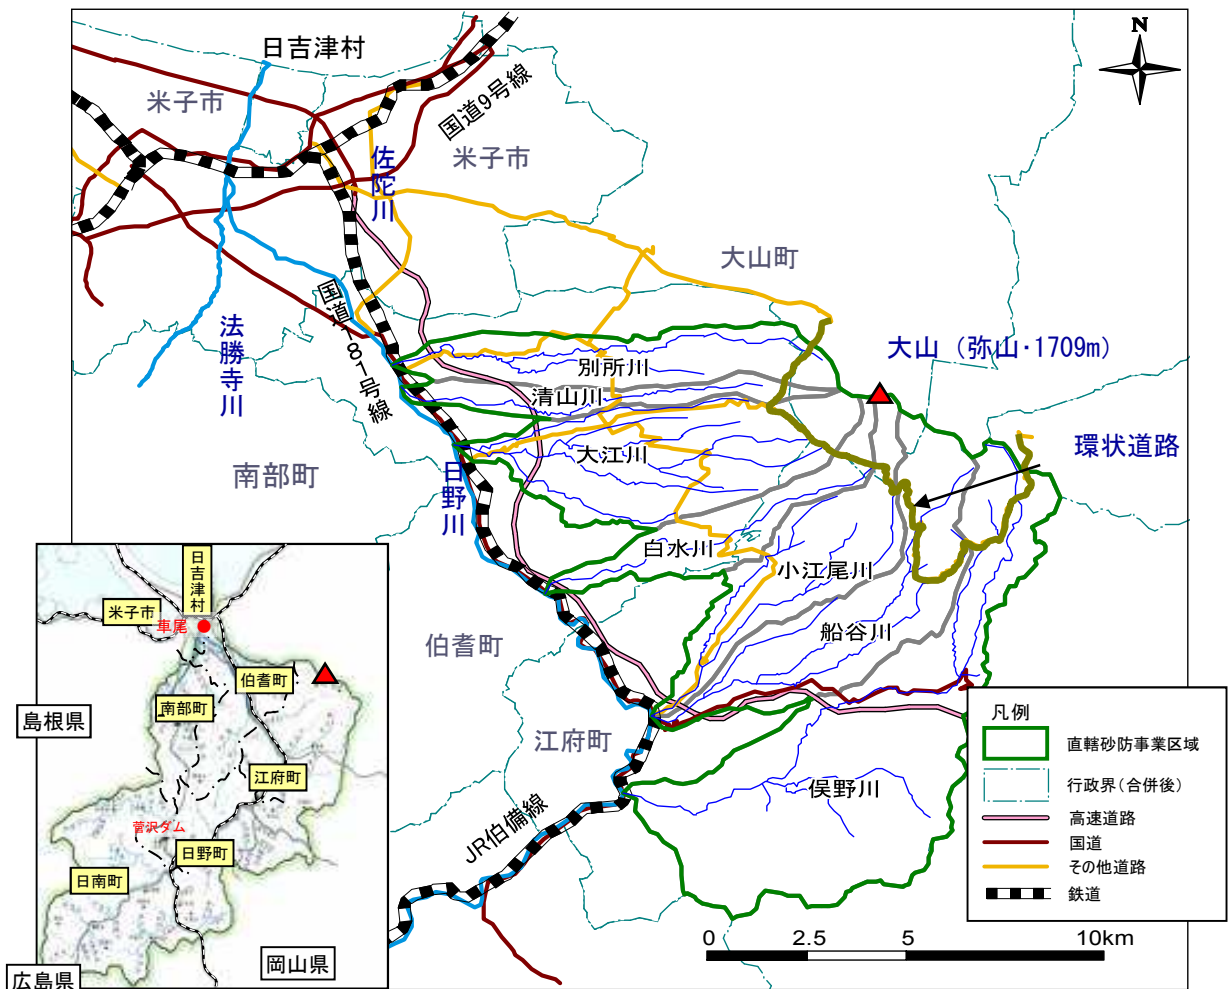 日吉津村
N
米子市
国道9号線
米子市
佐陀川
大山町
法勝寺川
国道181号線
大山（弥山・1709m）
別所川
清山川
環状道路
大江川
南部町
日野川
白水川
小江尾川
船谷川
伯耆町
江府町
俣野川
JR伯備線
日吉津村
米子市
車尾
伯耆町
南部町
島根県
江府町
菅沢ダム
日野町
日南町
岡山県
広島県
凡例
直轄砂防事業区域
行政界(合併後)
高速道路
国道
その他道路
鉄道
0 2.5 5 10km